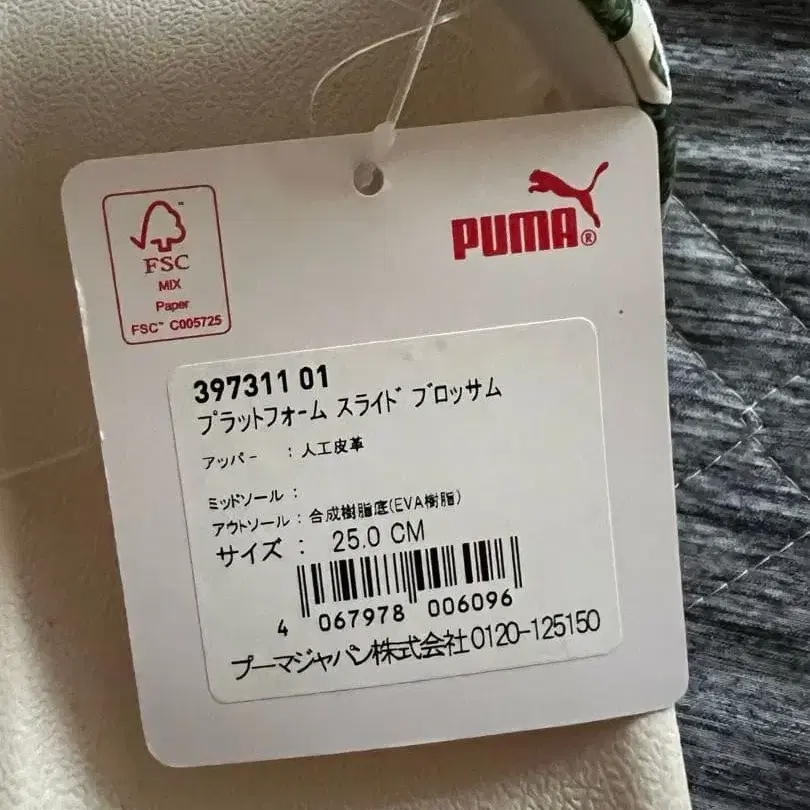 FSC™
MIX
Paper
FSC™ C005725
PUMA®
397311 01
プラットフォーム スライド ブロッサム
アッパー : 人工皮革
ミッドソール :
アウトソール : 合成樹脂底(EVA樹脂)
サイズ : 25.0 CM
4 067978 006096
プーマジャパン株式会社0120-125150